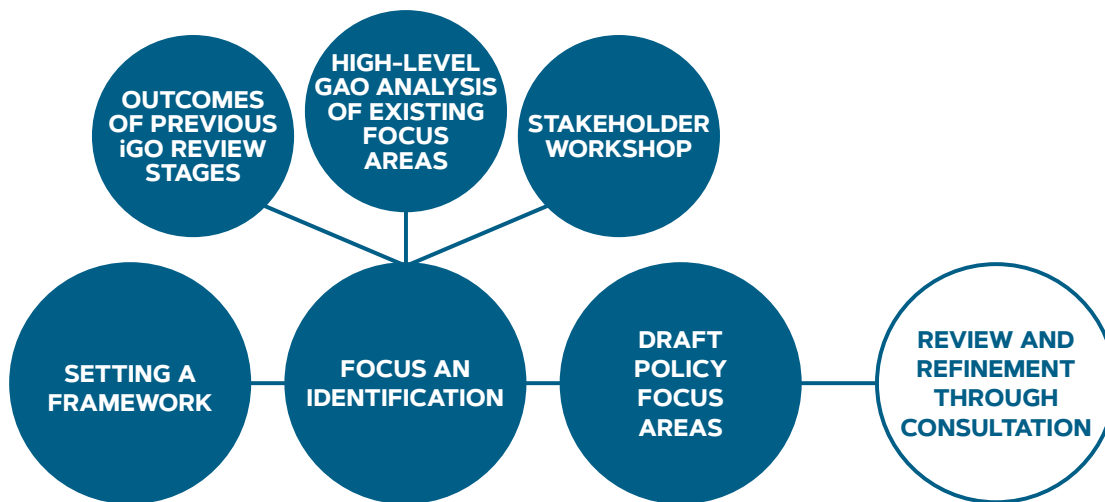 OUTCOMES
OF PREVIOUS
iGO REVIEW
STAGES
HIGH-LEVEL
GAO ANALYSIS
OF EXISTING
FOCUS
AREAS
STAKEHOLDER
WORKSHOP
SETTING A
FRAMEWORK
FOCUS AN
IDENTIFICATION
DRAFT
POLICY
FOCUS
AREAS
REVIEW AND
REFINEMENT
THROUGH
CONSULTATION